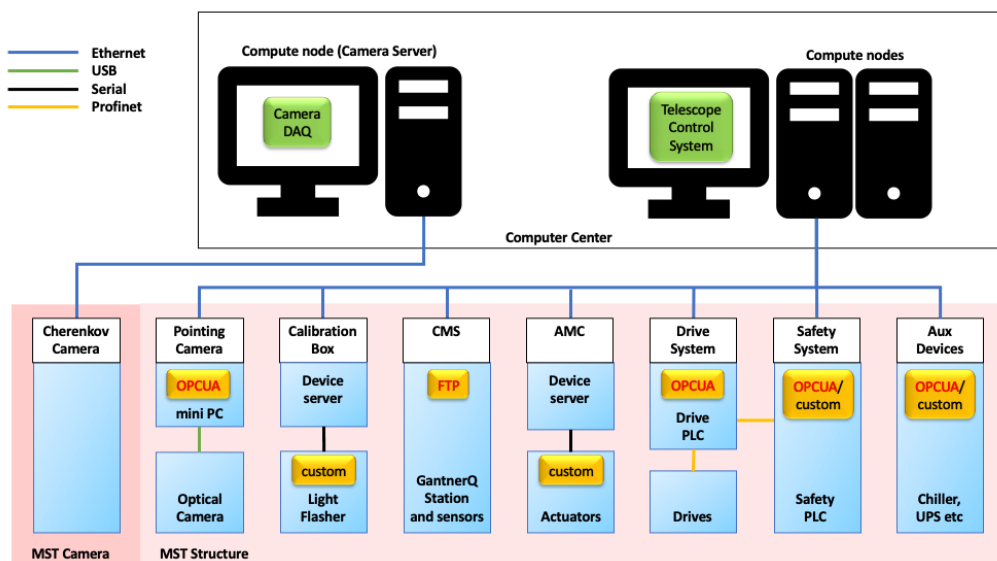 Ethernet
USB
Serial
Profinet
Compute node (Camera Server)
Compute nodes
Camera
DAQ
Telescope
Control
System
Computer Center
Cherenkov
Camera
Pointing
Camera
Calibration
Box
CMS
AMC
Drive
System
Safety
System
Aux
Devices
OPCUA
mini PC
Optical
Camera
Device
server
custom
Light
Flasher
FTP
GantnerQ
Station
and sensors
Device
server
custom
Actuators
OPCUA
Drive
PLC
Drives
OPCUA/
custom
Safety
PLC
OPCUA/
custom
Chiller,
UPS etc
MST Camera
MST Structure